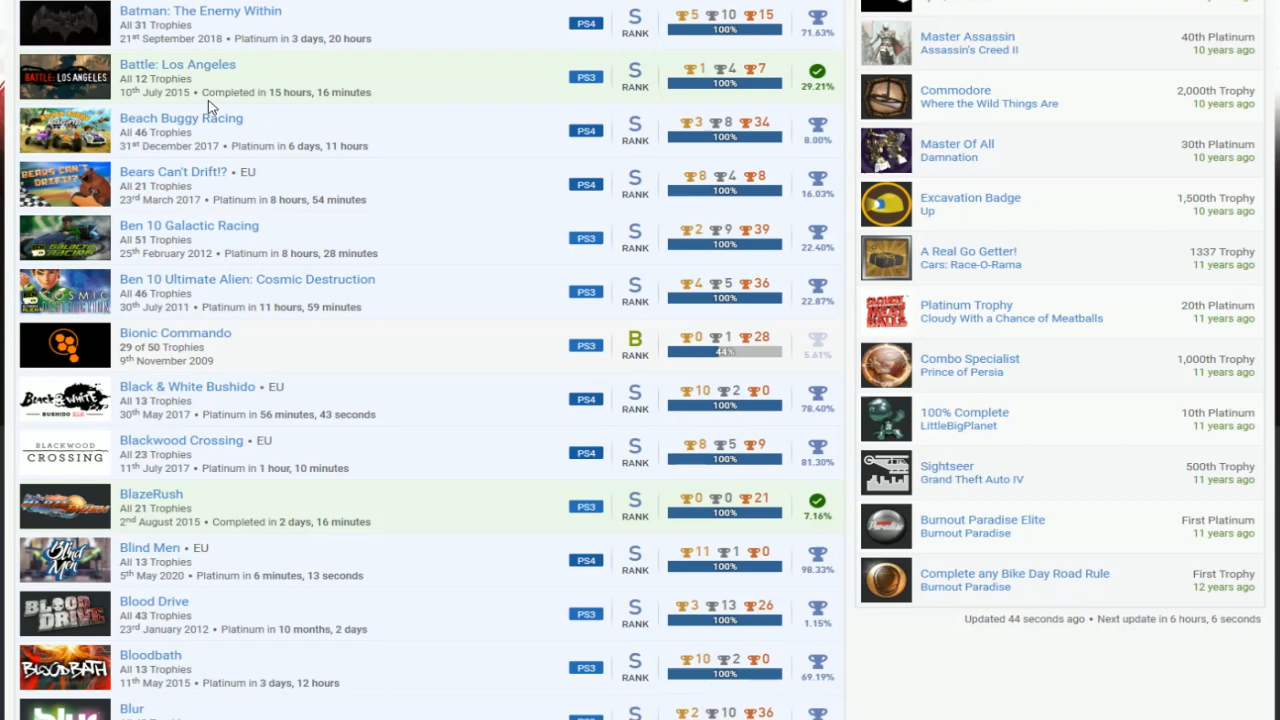 Batman: The Enemy Within
All 31 Trophies
21st September 2018 • Platinum in 3 days, 20 hours
PS4
S
RANK
5 10 15
100%
71.63%
BATTLE: LOS ANGELES
Battle: Los Angeles
All 12 Trophies
10th July 2015 • Completed in 15 hours, 16 minutes
PS3
S
RANK
1 4 7
100%
29.21%
Beach Buggy Racing
All 46 Trophies
31st December 2017 • Platinum in 6 days, 11 hours
PS4
S
RANK
3 8 34
100%
8.00%
BEARS CAN'T DRIFT!?
Bears Can't Drift!? • EU
All 21 Trophies
23rd March 2017 • Platinum in 8 hours, 54 minutes
PS4
S
RANK
8 4 8
100%
16.03%
Ben 10 Galactic Racing
All 51 Trophies
25th February 2012 • Platinum in 8 hours, 28 minutes
PS3
S
RANK
2 9 39
100%
22.40%
COSMIC
DESTRUCTION
Ben 10 Ultimate Alien: Cosmic Destruction
All 46 Trophies
30th July 2011 • Platinum in 11 hours, 59 minutes
PS3
S
RANK
4 5 36
100%
22.87%
Bionic Commando
29 of 50 Trophies
9th November 2009
PS3
B
RANK
0 1 28
44%
5.61%
Black & White
BUSHIDO
Black & White Bushido • EU
All 13 Trophies
30th May 2017 • Platinum in 56 minutes, 43 seconds
PS4
S
RANK
10 2 0
100%
78.40%
BLACKWOOD
CROSSING
Blackwood Crossing • EU
All 23 Trophies
11th July 2017 • Platinum in 1 hour, 10 minutes
PS4
S
RANK
8 5 9
100%
81.30%
BlazeRush
All 21 Trophies
2nd August 2015 • Completed in 2 days, 16 minutes
PS3
S
RANK
0 0 21
100%
7.16%
Blind
Men
Blind Men • EU
All 13 Trophies
5th May 2020 • Platinum in 6 minutes, 13 seconds
PS4
S
RANK
11 1 0
100%
98.33%
BLOOD
DRIVE
Blood Drive
All 43 Trophies
23rd January 2012 • Platinum in 10 months, 2 days
PS3
S
RANK
3 13 26
100%
1.15%
BLOODBATH
Bloodbath
All 13 Trophies
11th May 2015 • Platinum in 3 days, 12 hours
PS3
S
RANK
10 2 0
100%
69.19%
blur
Blur
2 10 36
Master Assassin
Assassin's Creed II
40th Platinum
10 years ago
Commodore
Where the Wild Things Are
2,000th Trophy
10 years ago
Master Of All
Damnation
30th Platinum
10 years ago
Excavation Badge
Up
1,500th Trophy
10 years ago
A Real Go Getter!
Cars: Race-O-Rama
1337 Trophy
11 years ago
Platinum Trophy
Cloudy With a Chance of Meatballs
20th Platinum
11 years ago
Combo Specialist
Prince of Persia
1,000th Trophy
11 years ago
100% Complete
LittleBigPlanet
10th Platinum
11 years ago
Sightseer
Grand Theft Auto IV
500th Trophy
11 years ago
Burnout Paradise Elite
Burnout Paradise
First Platinum
11 years ago
Complete any Bike Day Road Rule
Burnout Paradise
First Trophy
12 years ago
Updated 44 seconds ago • Next update in 6 hours, 6 seconds